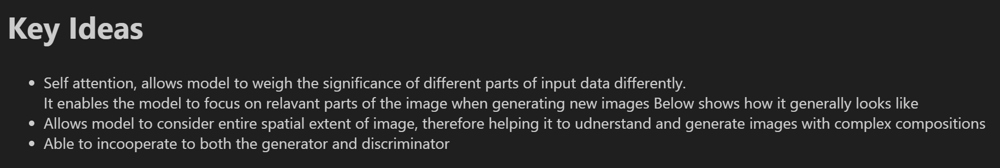 Key Ideas
• Self attention, allows model to weigh the significance of different parts of input data differently.
It enables the model to focus on relavant parts of the image when generating new images Below shows how it generally looks like
• Allows model to consider entire spatial extent of image, therefore helping it to udnerstand and generate images with complex compositions
• Able to incooperate to both the generator and discriminator